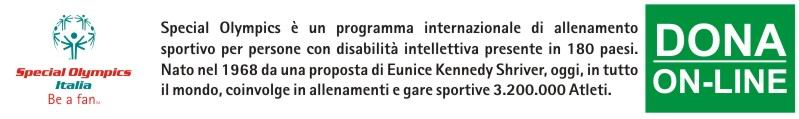 Special Olympics
Italia
Be a fan™
Special Olympics è un programma internazionale di allenamento
sportivo per persone con disabilità intellettiva presente in 180 paesi.
Nato nel 1968 da una proposta di Eunice Kennedy Shriver, oggi, in tutto
il mondo, coinvolge in allenamenti e gare sportive 3.200.000 Atleti.
DONA
ON-LINE